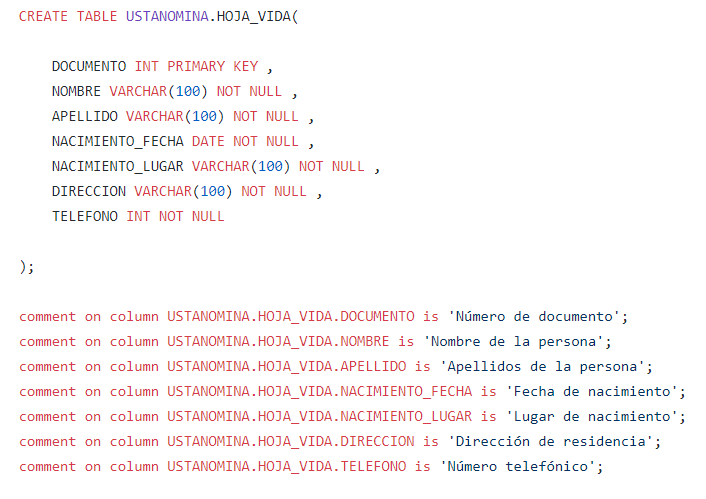 CREATE TABLE USTANOMINA.HOJA_VIDA(
DOCUMENTO INT PRIMARY KEY ,
NOMBRE VARCHAR(100) NOT NULL ,
APELLIDO VARCHAR(100) NOT NULL ,
NACIMIENTO_FECHA DATE NOT NULL ,
NACIMIENTO_LUGAR VARCHAR(100) NOT NULL ,
DIRECCION VARCHAR(100) NOT NULL ,
TELEFONO INT NOT NULL
);
comment on column USTANOMINA.HOJA_VIDA.DOCUMENTO is 'Número de documento';
comment on column USTANOMINA.HOJA_VIDA.NOMBRE is 'Nombre de la persona';
comment on column USTANOMINA.HOJA_VIDA.APELLIDO is 'Apellidos de la persona';
comment on column USTANOMINA.HOJA_VIDA.NACIMIENTO_FECHA is 'Fecha de nacimiento';
comment on column USTANOMINA.HOJA_VIDA.NACIMIENTO_LUGAR is 'Lugar de nacimiento';
comment on column USTANOMINA.HOJA_VIDA.DIRECCION is 'Dirección de residencia';
comment on column USTANOMINA.HOJA_VIDA.TELEFONO is 'Número telefónico';